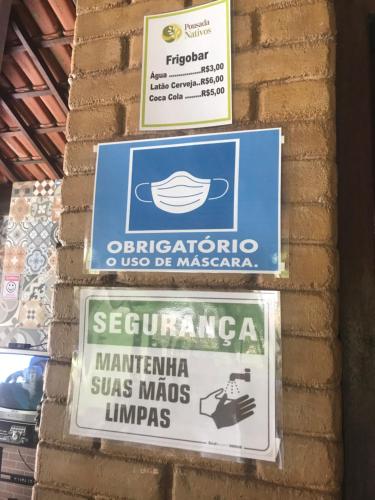 Pousada
Nativos
Frigobar
Água ..............R$3,00
Latão Cerveja..R$6,00
Coca Cola ........R$5,00
OBRIGATÓRIO
O USO DE MÁSCARA.
SEGURANÇA
MANTENHA
SUAS MÃOS
LIMPAS